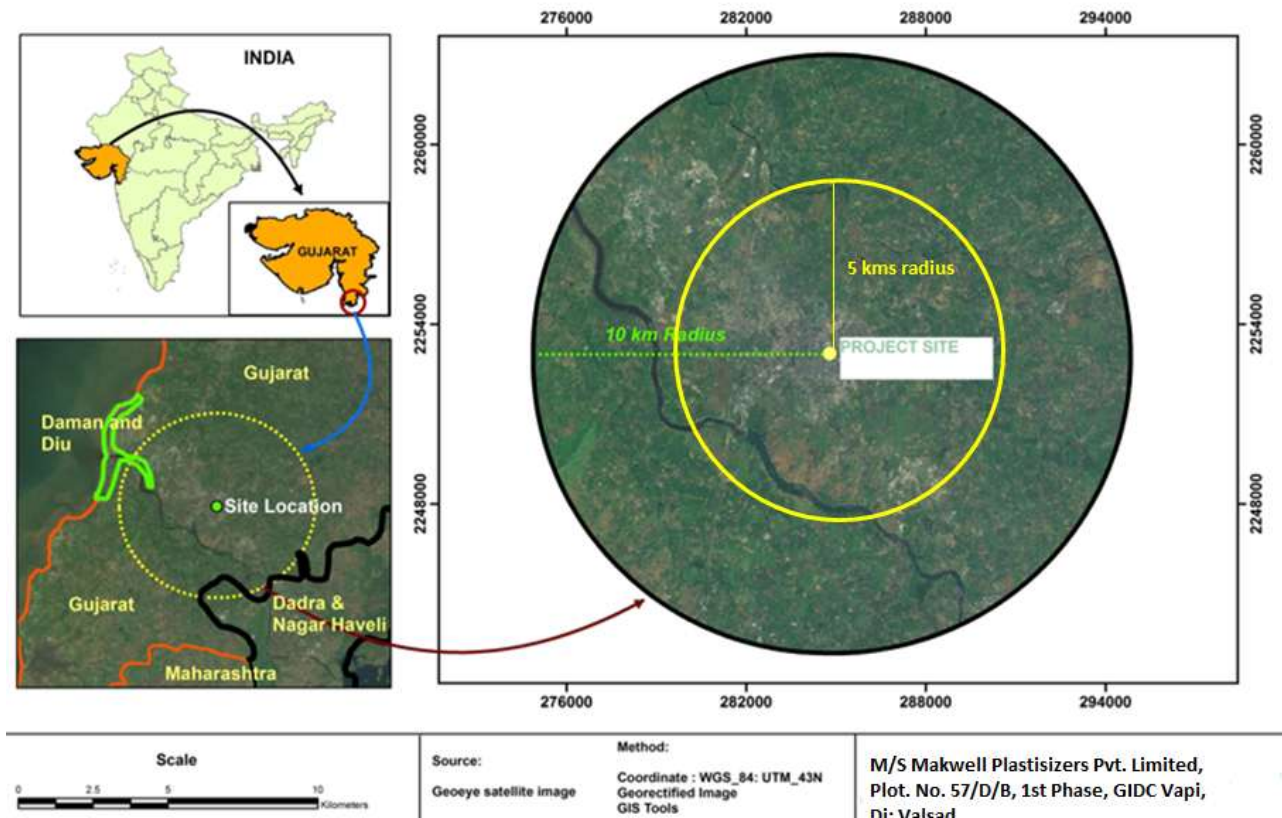 INDIA
GUJARAT
Gujarat
Daman and
Diu
Site Location
Gujarat
Dadra &
Nagar Haveli
Maharashtra
276000
282000
288000
294000
2260000
2254000
2248000
2260000
2254000
2248000
5 kms radius
10 km Radius
PROJECT SITE
276000
282000
288000
294000
Scale
0 2.5 5 10
Kilometers
Source:
Geoeye satellite image
Method:
Coordinate : WGS_84: UTM_43N
Georectified Image
GIS Tools
M/S Makwell Plastisizers Pvt. Limited,
Plot. No. 57/D/B, 1st Phase, GIDC Vapi,
Di: Valsad